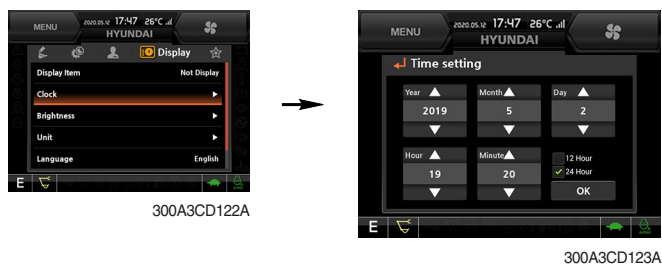 MENU
2020.05.12 17:47 26°C
HYUNDAI
Display
Display Item Not Display
Clock
Brightness
Unit
Language English
E
300A3CD122A
MENU
2020.05.12 17:47 26°C
HYUNDAI
Time setting
Year Month Day
2019 5 2
Hour Minute
12 Hour
24 Hour
19 20
OK
E
300A3CD123A